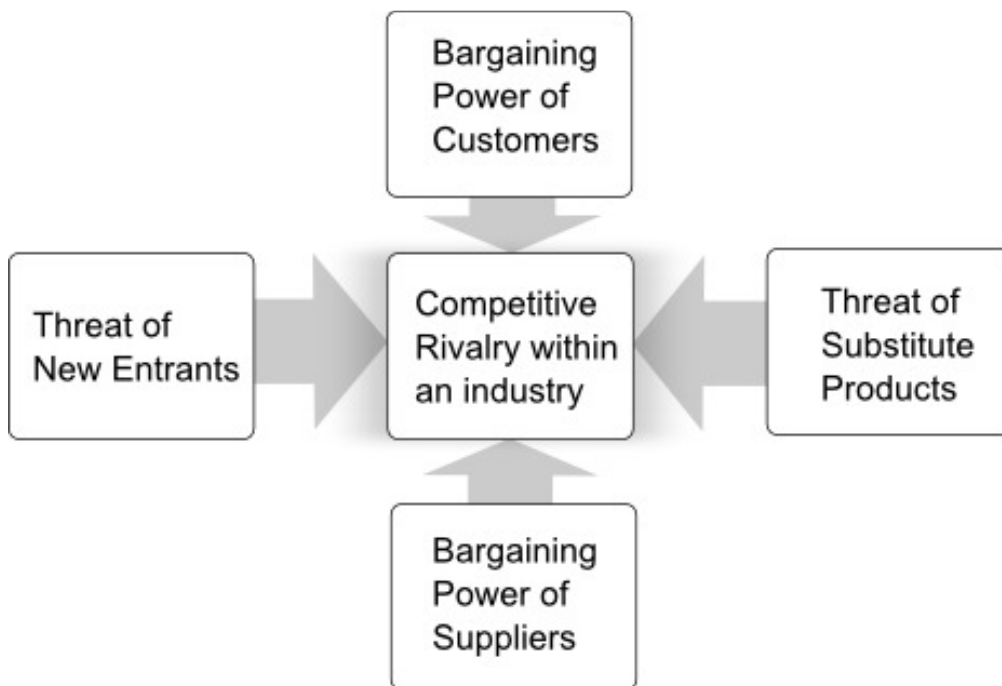 Bargaining
Power of
Customers
Threat of
New Entrants
Competitive
Rivalry within
an industry
Threat of
Substitute
Products
Bargaining
Power of
Suppliers